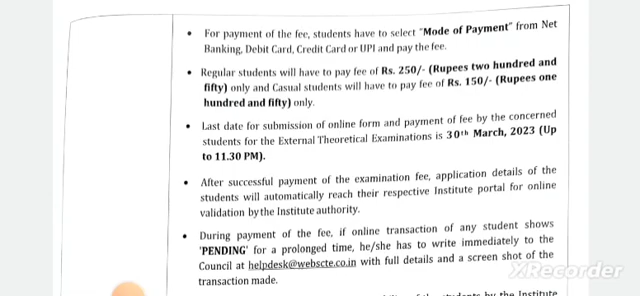 • For payment of the fee, students have to select "Mode of Payment" from Net
Banking, Debit Card, Credit Card or UPI and pay the fee.
• Regular students will have to pay fee of Rs. 250/- (Rupees two hundred and
fifty) only and Casual students will have to pay fee of Rs. 150/- (Rupees one
hundred and fifty) only.
• Last date for submission of online form and payment of fee by the concerned
students for the External Theoretical Examinations is 30th March, 2023 (Up
to 11.30 PM).
• After successful payment of the examination fee, application details of the
students will automatically reach their respective Institute portal for online
validation by the Institute authority.
• During payment of the fee, if online transaction of any student shows
'PENDING' for a prolonged time, he/she has to write immediately to the
Council at helpdesk@webscte.co.in with full details and a screen shot of the
transaction made.
by the Institute
XRecorder